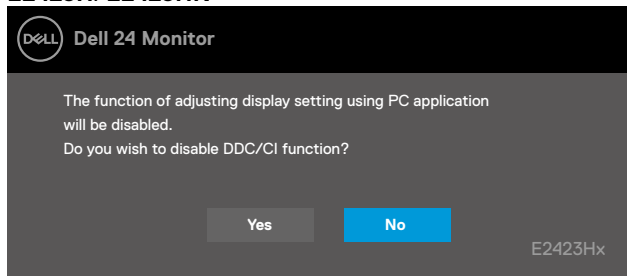 DELL Dell 24 Monitor
The function of adjusting display setting using PC application
will be disabled.
Do you wish to disable DDC/CI function?
Yes No
E2423Hx